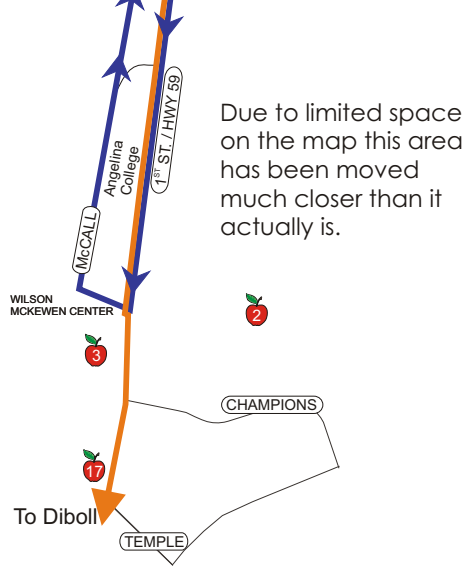 1ST ST. / HWY 59
Angelina
College
McCALL
Due to limited space
on the map this area
has been moved
much closer than it
actually is.
WILSON
MCKEWEN CENTER
2
3
CHAMPIONS
17
To Diboll
TEMPLE